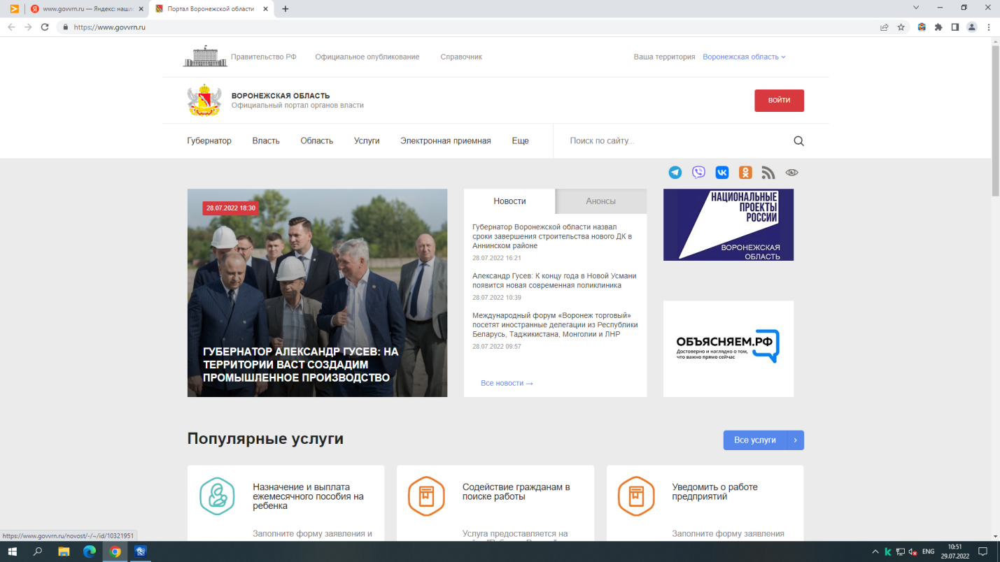 www.govvrn.ru — Яндекс: нашло
Портал Воронежской области
https://www.govvrn.ru
Правительство РФ
Официальное опубликование
Справочник
Ваша территория
Воронежская область
ВОРОНЕЖСКАЯ ОБЛАСТЬ
Официальный портал органов власти
ВОЙТИ
Губернатор
Власть
Область
Услуги
Электронная приемная
Еще
Поиск по сайту...
28.07.2022 18:30
ГУБЕРНАТОР АЛЕКСАНДР ГУСЕВ: НА
ТЕРРИТОРИИ ВАСТ СОЗДАДИМ
ПРОМЫШЛЕННОЕ ПРОИЗВОДСТВО
Новости
Анонсы
Губернатор Воронежской области назвал
сроки завершения строительства нового ДК в
Аннинском районе
28.07.2022 16:21
Александр Гусев: К концу года в Новой Усмани
появится новая современная поликлиника
28.07.2022 10:39
Международный форум «Воронеж торговый»
посетят иностранные делегации из Республики
Беларусь, Таджикистана, Монголии и ЛНР
28.07.2022 09:57
Все новости →
НАЦИОНАЛЬНЫЕ
ПРОЕКТЫ
РОССИИ
ВОРОНЕЖСКАЯ
ОБЛАСТЬ
ОБЪЯСНЯЕМ.РФ
Достоверно и наглядно о том,
что важно прямо сейчас
Популярные услуги
Все услуги
Назначение и выплата
ежемесячного пособия на
ребенка
Заполните форму заявления и
Содействие гражданам в
поиске работы
Услуга предоставляется на
Уведомить о работе
предприятий
Заполните форму заявления
https://www.govvrn.ru/novost/-/~/id/10321951
ENG
10:51
29.07.2022